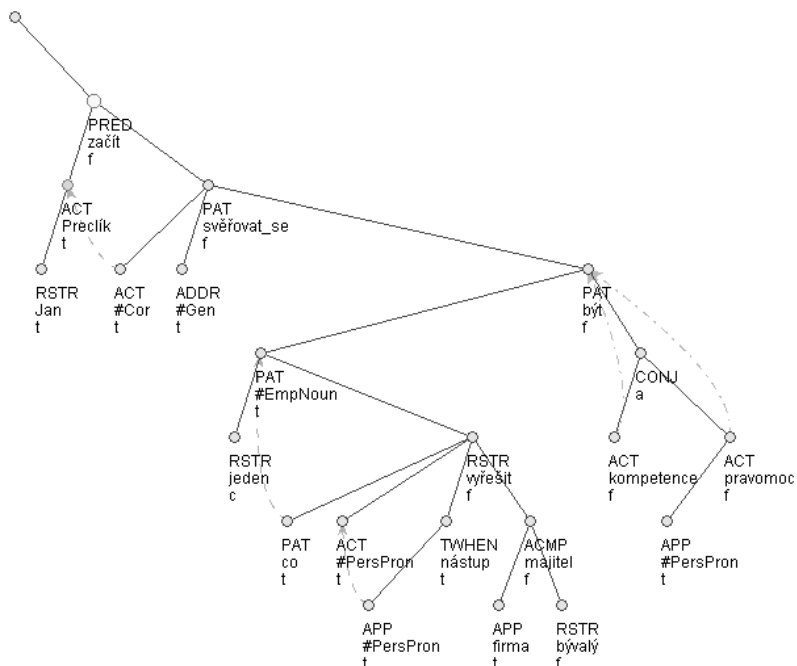 PRED
začít
f
ACT
Preclík
t
PAT
svěřovat_se
f
RSTR
Jan
t
ACT
#Cor
t
ADDR
#Gen
t
PAT
být
f
PAT
#EmpNoun
t
CONJ
a
RSTR
jeden
c
RSTR
vyřešit
f
ACT
kompetence
f
ACT
pravomoc
f
PAT
co
t
ACT
#PersPron
t
TWHEN
nástup
t
ACMP
majitel
f
APP
#PersPron
t
APP
#PersPron
t
APP
firma
t
RSTR
bývalý
f